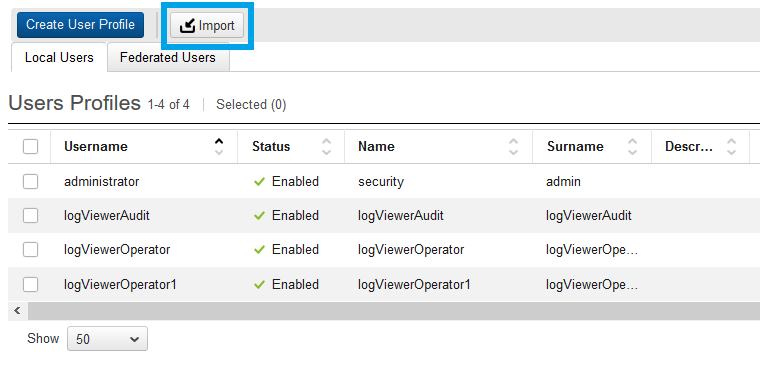 Create User Profile Import
Local Users Federated Users
Users Profiles 1-4 of 4 Selected (0)
Username Status Name Surname Descr...
administrator Enabled security admin
logViewerAudit Enabled logViewerAudit logViewerAudit
logViewerOperator Enabled logViewerOperator logViewerOpe...
logViewerOperator1 Enabled logViewerOperator1 logViewerOpe...
Show 50